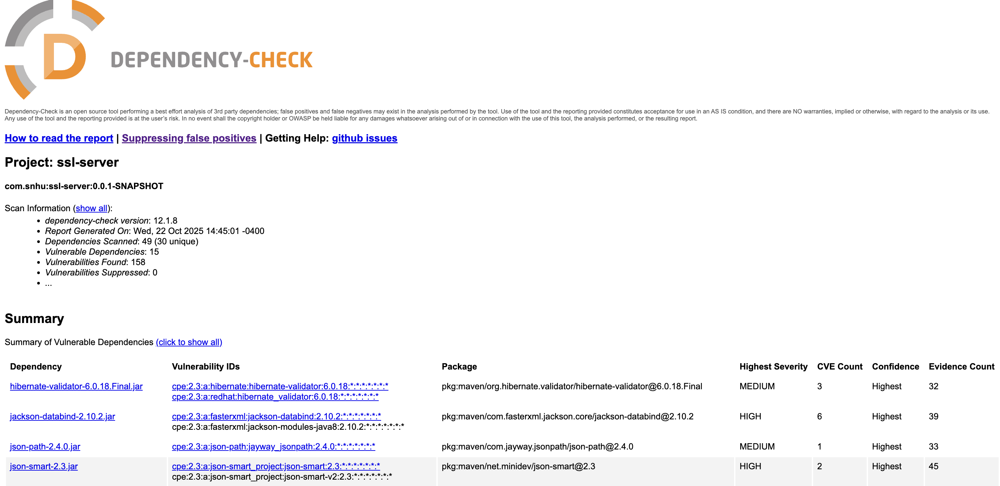 DEPENDENCY-CHECK
Dependency-Check is an open source tool performing a best effort analysis of 3rd party dependencies; false positives and false negatives may exist in the analysis performed by the tool. Use of the tool and the reporting provided constitutes acceptance for use in an AS IS condition, and there are NO warranties, implied or otherwise, with regard to the analysis or its use.
Any use of the tool and the reporting provided is at the user’s risk. In no event shall the copyright holder or OWASP be held liable for any damages whatsoever arising out of or in connection with the use of this tool, the analysis performed, or the resulting report.
How to read the report | Suppressing false positives | Getting Help: github issues
Project: ssl-server
com.snhu:ssl-server:0.0.1-SNAPSHOT
Scan Information (show all):
• dependency-check version: 12.1.8
• Report Generated On: Wed, 22 Oct 2025 14:45:01 -0400
• Dependencies Scanned: 49 (30 unique)
• Vulnerable Dependencies: 15
• Vulnerabilities Found: 158
• Vulnerabilities Suppressed: 0
• ...
Summary
Summary of Vulnerable Dependencies (click to show all)
Dependency Vulnerability IDs Package Highest Severity CVE Count Confidence Evidence Count
hibernate-validator-6.0.18.Final.jar cpe:2.3:a:hibernate:hibernate-validator:6.0.18:*:*:*:*:*:*:* pkg:maven/org.hibernate.validator/hibernate-validator@6.0.18.Final MEDIUM 3 Highest 32
cpe:2.3:a:redhat:hibernate_validator:6.0.18:*:*:*:*:*:*:*
jackson-databind-2.10.2.jar cpe:2.3:a:fasterxml:jackson-databind:2.10.2:*:*:*:*:*:*:* pkg:maven/com.fasterxml.jackson.core/jackson-databind@2.10.2 HIGH 6 Highest 39
cpe:2.3:a:fasterxml:jackson-modules-java8:2.10.2:*:*:*:*:*:*:*
json-path-2.4.0.jar cpe:2.3:a:json-path:jayway_jsonpath:2.4.0:*:*:*:*:*:*:* pkg:maven/com.jayway.jsonpath/json-path@2.4.0 MEDIUM 1 Highest 33
json-smart-2.3.jar cpe:2.3:a:json-smart_project:json-smart:2.3:*:*:*:*:*:*:* pkg:maven/net.minidev/json-smart@2.3 HIGH 2 Highest 45
cpe:2.3:a:json-smart_project:json-smart-v2:2.3:*:*:*:*:*:*:*